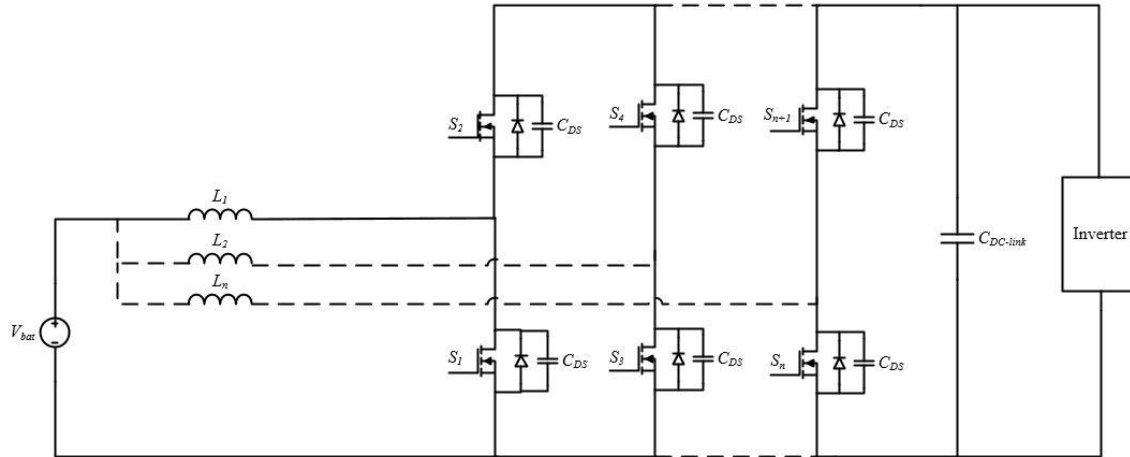 S2
CDS
S4
CDS
Sn+1
CDS
L1
L2
Ln
Vbat
+
-
CDC-link
Inverter
S1
CDS
S3
CDS
Sn
CDS